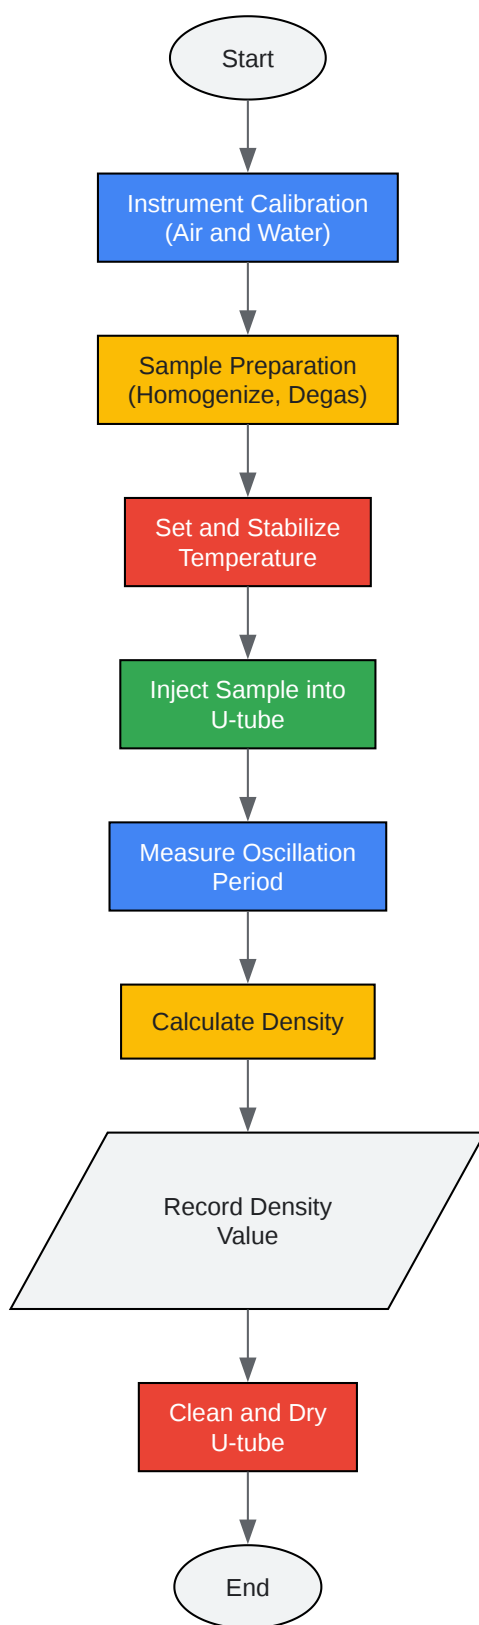 Start
Instrument Calibration
(Air and Water)
Sample Preparation
(Homogenize, Degas)
Set and Stabilize
Temperature
Inject Sample into
U-tube
Measure Oscillation
Period
Calculate Density
Record Density
Value
Clean and Dry
U-tube
End